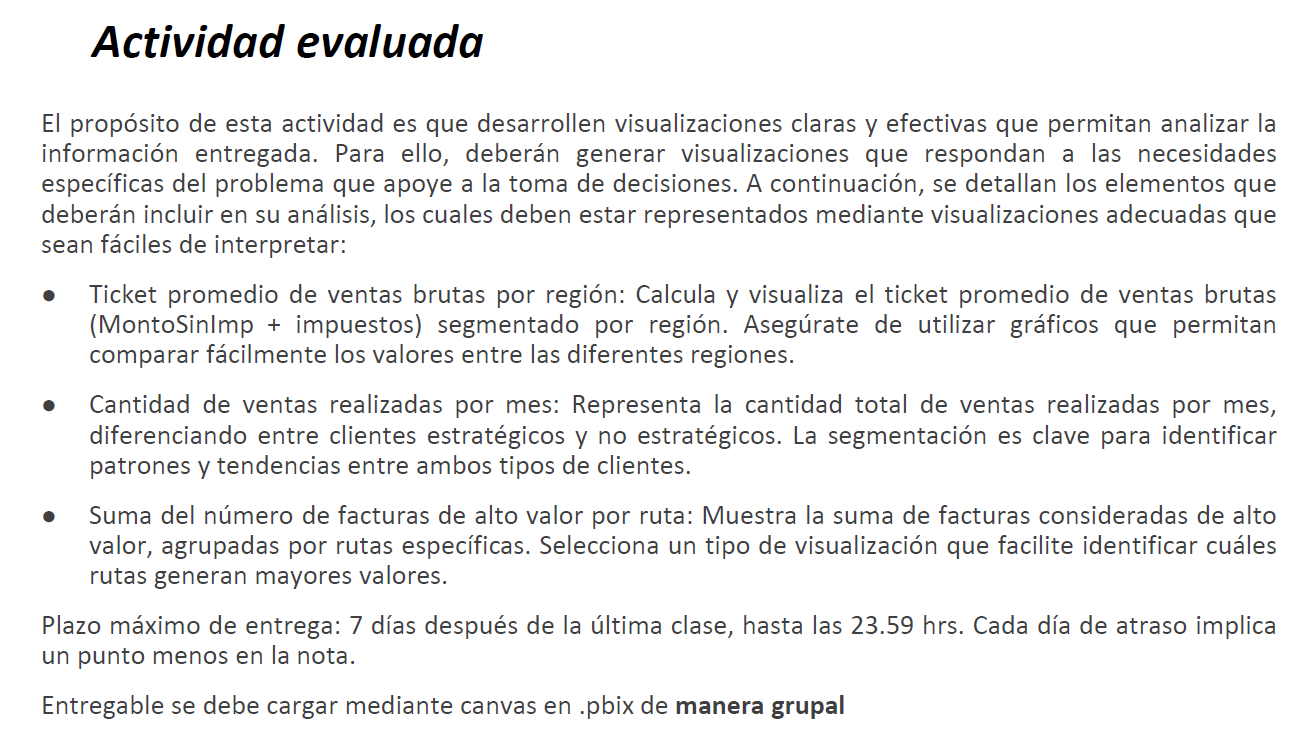 Actividad evaluada
El propósito de esta actividad es que desarrollen visualizaciones claras y efectivas que permitan analizar la
información entregada. Para ello, deberán generar visualizaciones que respondan a las necesidades
específicas del problema que apoye a la toma de decisiones. A continuación, se detallan los elementos que
deberán incluir en su análisis, los cuales deben estar representados mediante visualizaciones adecuadas que
sean fáciles de interpretar:
● Ticket promedio de ventas brutas por región: Calcula y visualiza el ticket promedio de ventas brutas
(MontoSinImp + impuestos) segmentado por región. Asegúrate de utilizar gráficos que permitan
comparar fácilmente los valores entre las diferentes regiones.
● Cantidad de ventas realizadas por mes: Representa la cantidad total de ventas realizadas por mes,
diferenciando entre clientes estratégicos y no estratégicos. La segmentación es clave para identificar
patrones y tendencias entre ambos tipos de clientes.
● Suma del número de facturas de alto valor por ruta: Muestra la suma de facturas consideradas de alto
valor, agrupadas por rutas específicas. Selecciona un tipo de visualización que facilite identificar cuáles
rutas generan mayores valores.
Plazo máximo de entrega: 7 días después de la última clase, hasta las 23.59 hrs. Cada día de atraso implica
un punto menos en la nota.
Entregable se debe cargar mediante canvas en .pbix de manera grupal